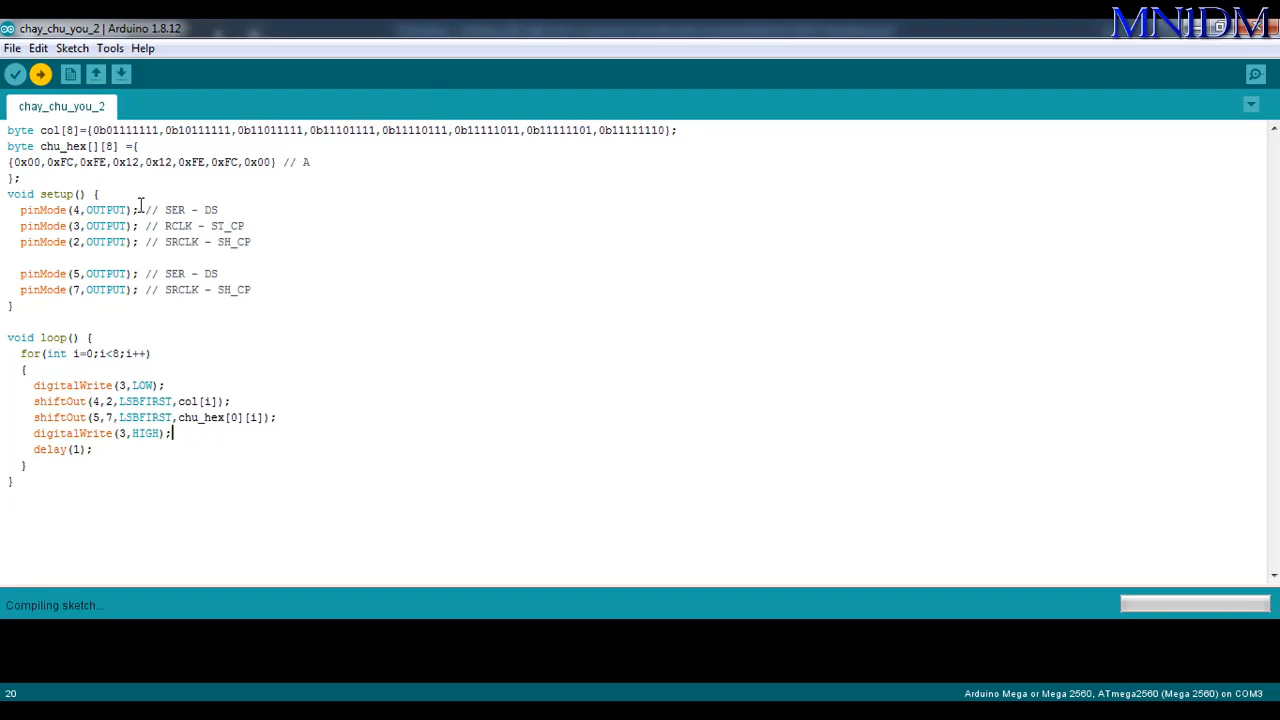 MN1DM
chay_chu_you_2 | Arduino 1.8.12
File Edit Sketch Tools Help
chay_chu_you_2
byte col[8]={0b01111111,0b10111111,0b11011111,0b11101111,0b11110111,0b11111011,0b11111101,0b11111110};
byte chu_hex[][8] ={
{0x00,0xFC,0xFE,0x12,0x12,0xFE,0xFC,0x00} // A
};
void setup() {
pinMode(4,OUTPUT); // SER - DS
pinMode(3,OUTPUT); // RCLK - ST_CP
pinMode(2,OUTPUT); // SRCLK - SH_CP
pinMode(5,OUTPUT); // SER - DS
pinMode(7,OUTPUT); // SRCLK - SH_CP
}
void loop() {
for(int i=0;i<8;i++)
{
digitalWrite(3,LOW);
shiftOut(4,2,LSBFIRST,col[i]);
shiftOut(5,7,LSBFIRST,chu_hex[0][i]);
digitalWrite(3,HIGH);
delay(1);
}
}
Compiling sketch...
20
Arduino Mega or Mega 2560, ATmega2560 (Mega 2560) on COM3